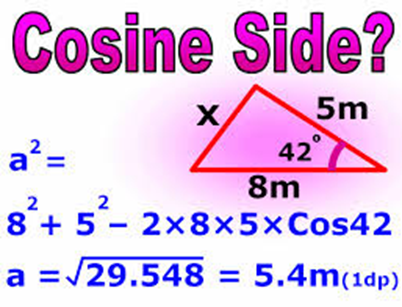 Cosine Side?
x
5m
42°
8m
a² =
8² + 5² – 2×8×5×Cos42
a = √29.548 = 5.4m(1dp)